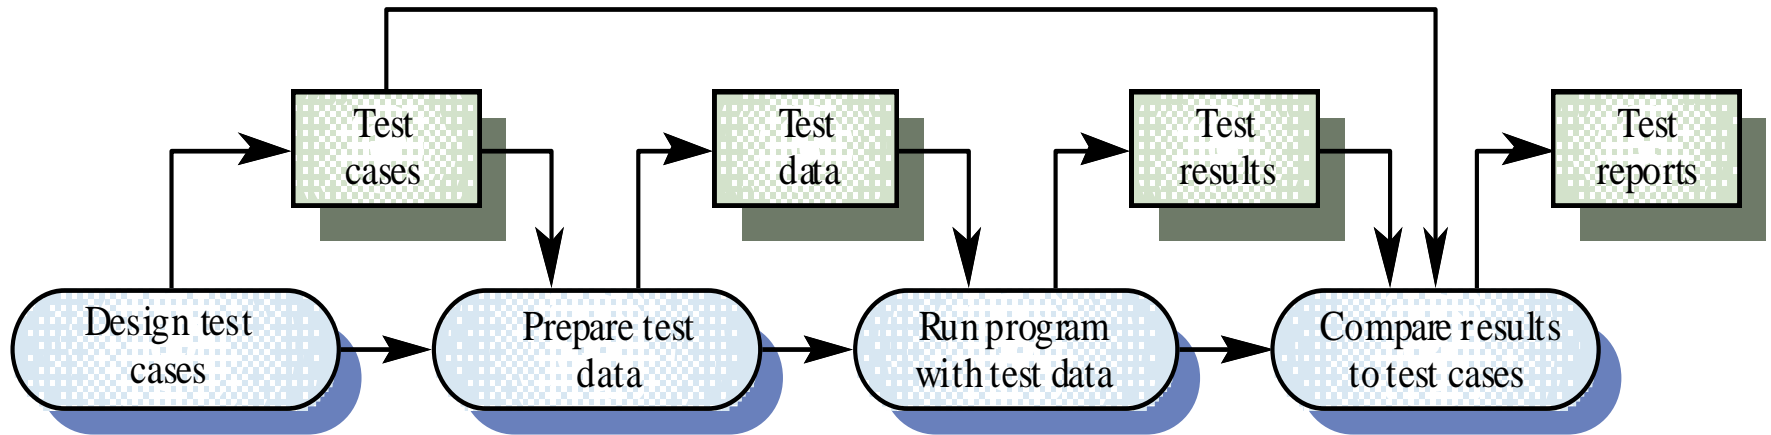 Test
cases
Test
data
Test
results
Test
reports
Design test
cases
Prepare test
data
Run program
with test data
Compare results
to test cases